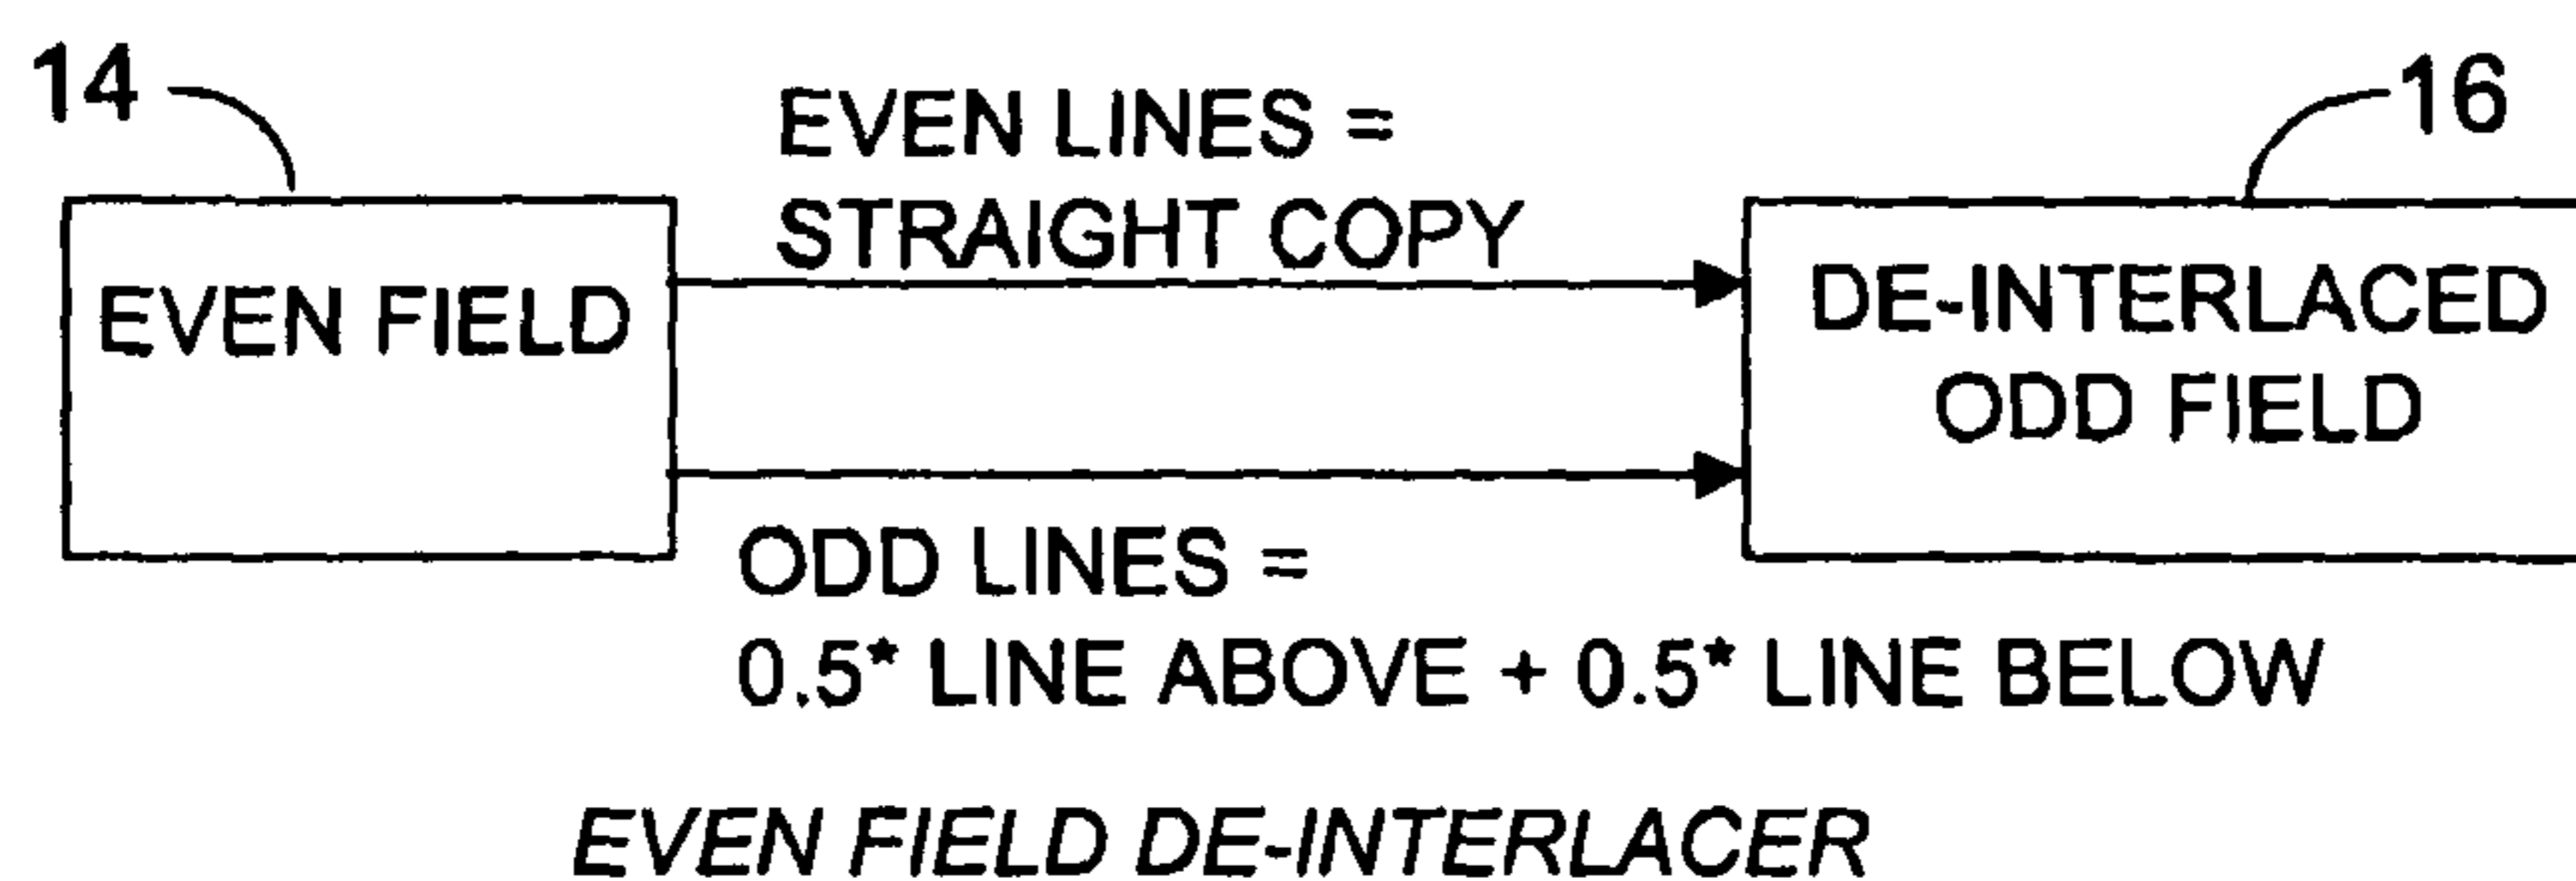 14
EVEN LINES =
STRAIGHT COPY
16
EVEN FIELD
DE-INTERLACED
ODD FIELD
ODD LINES =
0.5* LINE ABOVE + 0.5* LINE BELOW
EVEN FIELD DE-INTERLACER